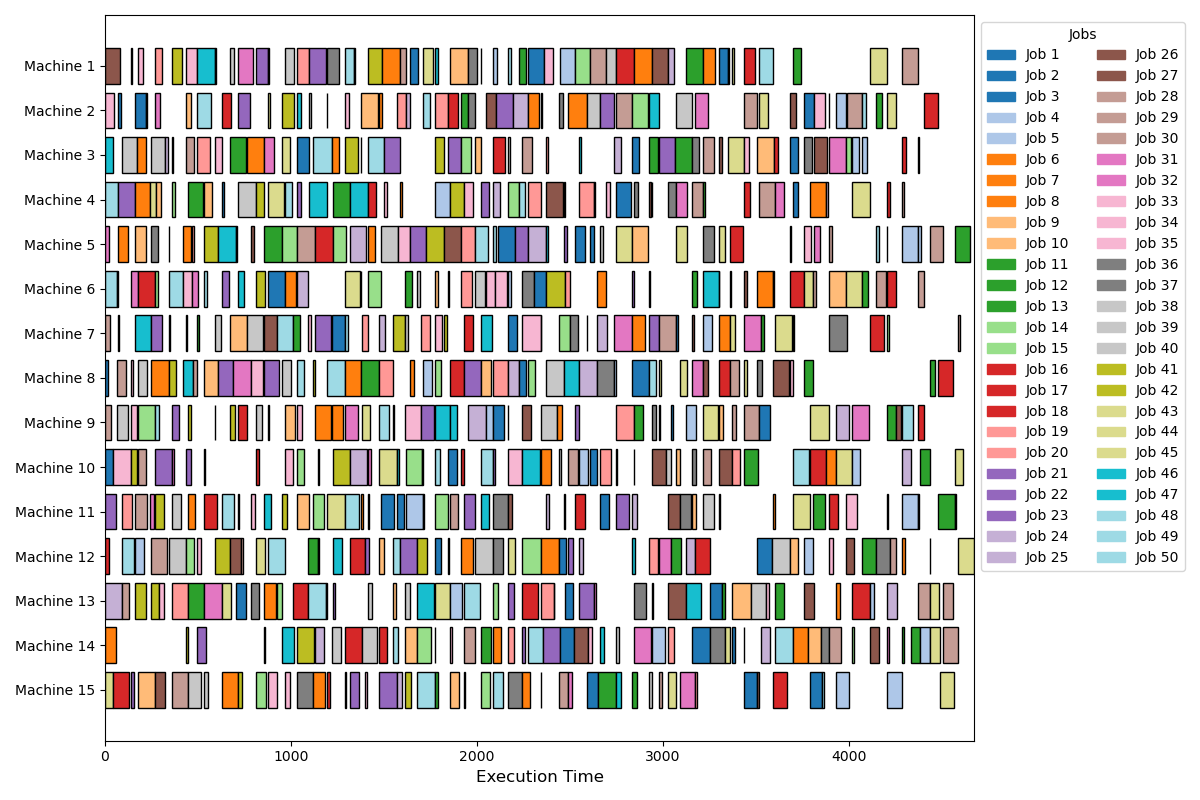 Machine 1
Machine 2
Machine 3
Machine 4
Machine 5
Machine 6
Machine 7
Machine 8
Machine 9
Machine 10
Machine 11
Machine 12
Machine 13
Machine 14
Machine 15
0 1000 2000 3000 4000
Execution Time
Jobs
Job 1 Job 26
Job 2 Job 27
Job 3 Job 28
Job 4 Job 29
Job 5 Job 30
Job 6 Job 31
Job 7 Job 32
Job 8 Job 33
Job 9 Job 34
Job 10 Job 35
Job 11 Job 36
Job 12 Job 37
Job 13 Job 38
Job 14 Job 39
Job 15 Job 40
Job 16 Job 41
Job 17 Job 42
Job 18 Job 43
Job 19 Job 44
Job 20 Job 45
Job 21 Job 46
Job 22 Job 47
Job 23 Job 48
Job 24 Job 49
Job 25 Job 50